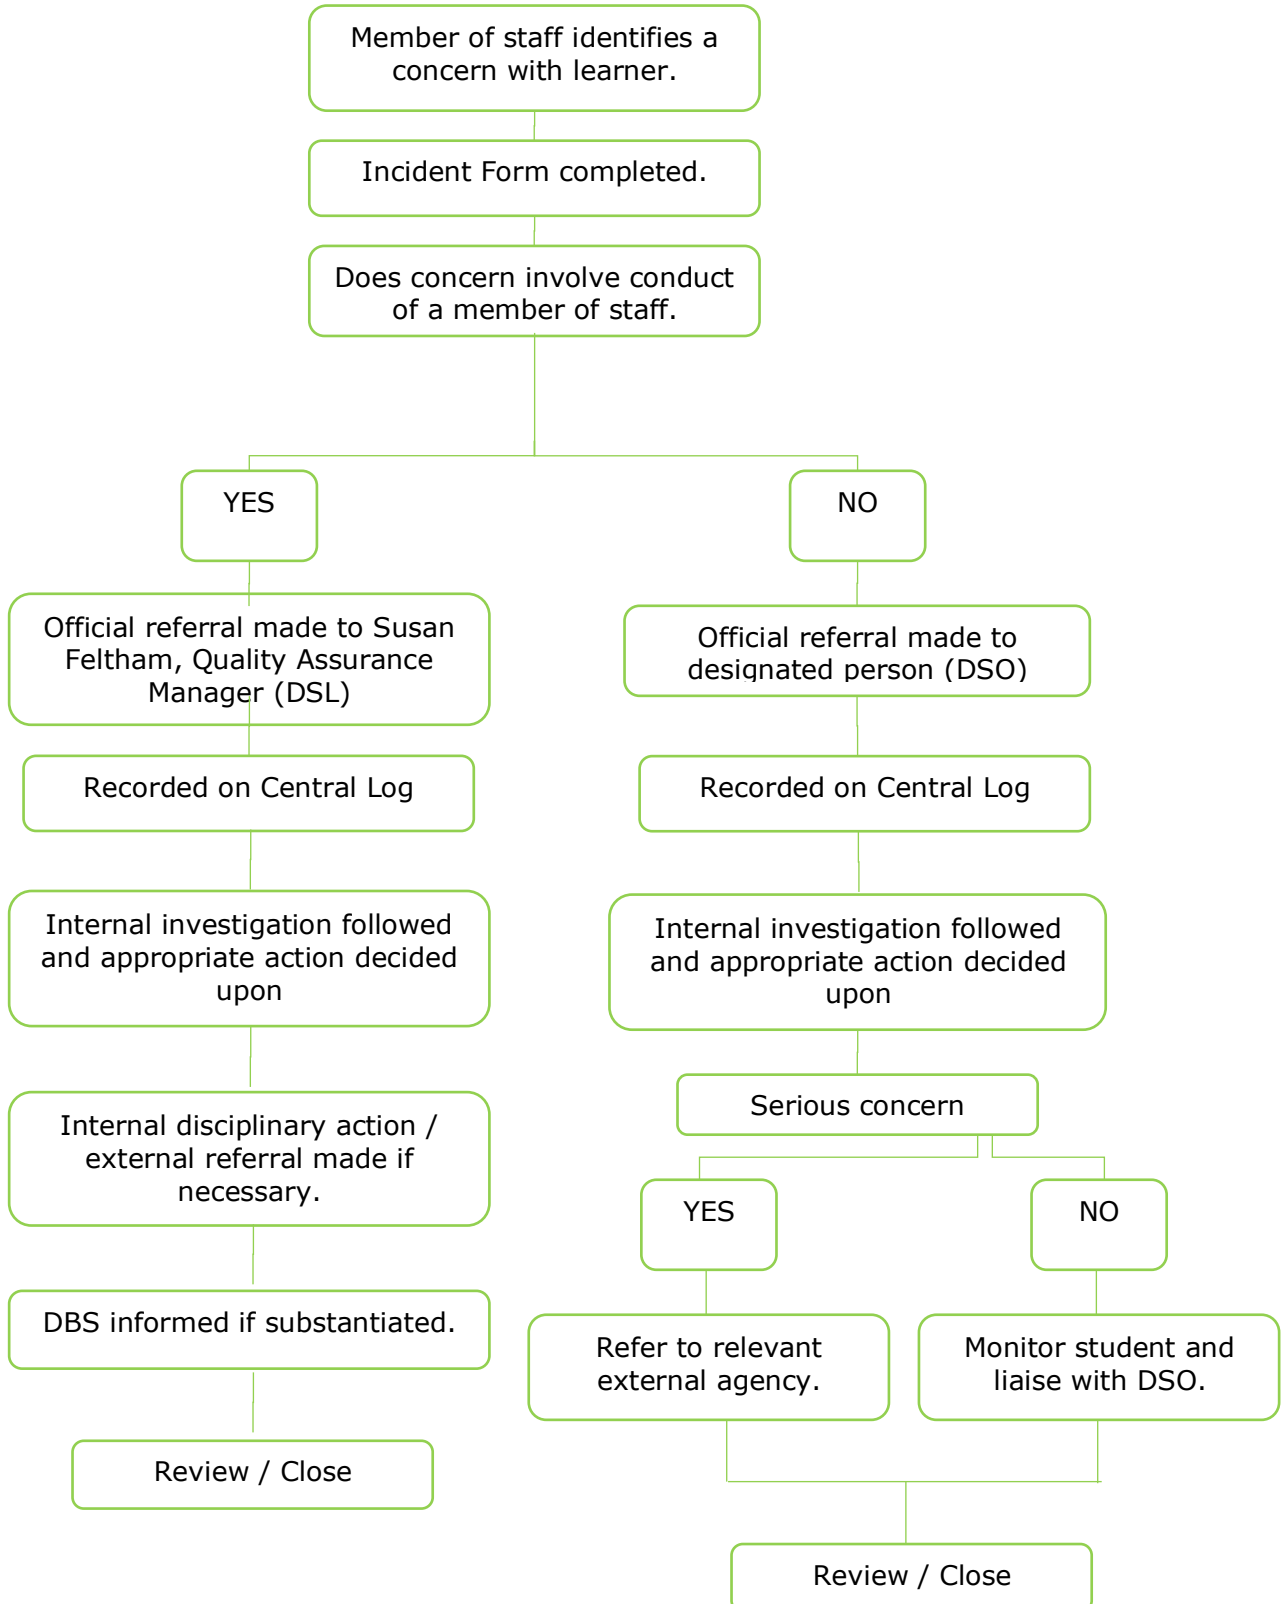 Member of staff identifies a
concern with learner.
Incident Form completed.
Does concern involve conduct
of a member of staff.
YES
Official referral made to Susan
Feltham, Quality Assurance
Manager (DSL)
Recorded on Central Log
Internal investigation followed
and appropriate action decided
upon
Internal disciplinary action /
external referral made if
necessary.
DBS informed if substantiated.
Review / Close
NO
Official referral made to
designated person (DSO)
Recorded on Central Log
Internal investigation followed
and appropriate action decided
upon
Serious concern
YES
Refer to relevant
external agency.
NO
Monitor student and
liaise with DSO.
Review / Close